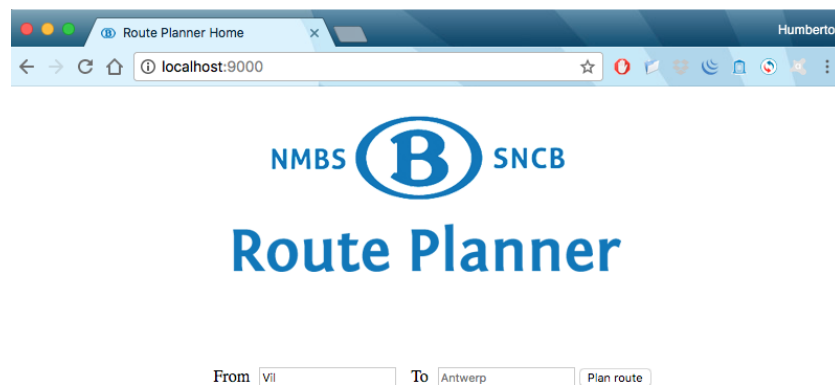 Route Planner Home
Humberto
localhost:9000
NMBS B SNCB
Route Planner
From Vil To Antwerp Plan route